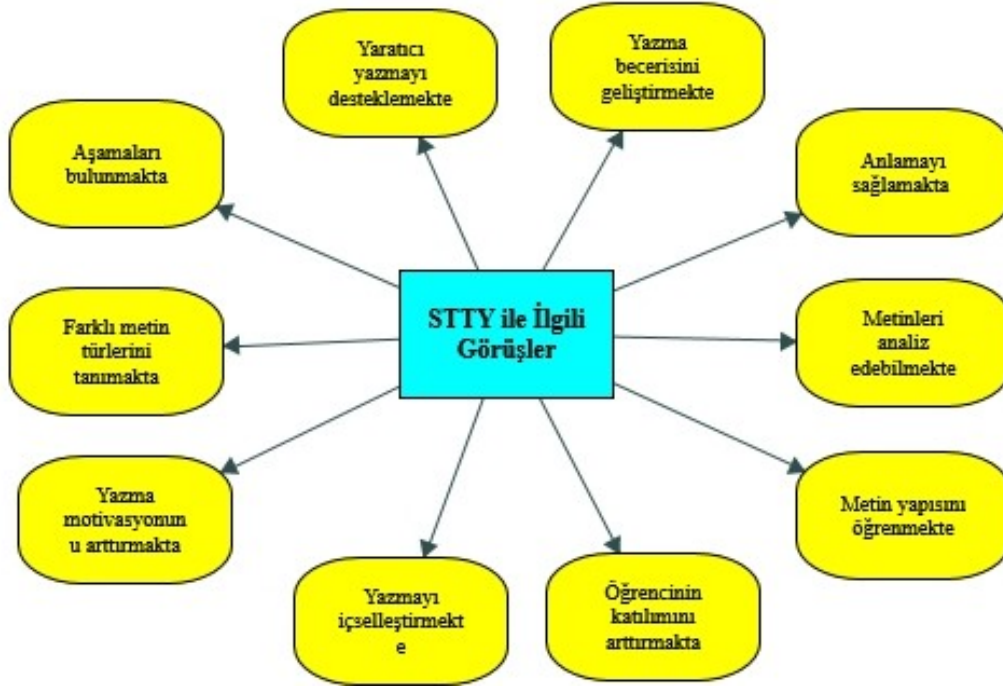 Yaratıcı
yazmayı
desteklemekte
Yazma
becerisini
geliştirmekte
Aşamaları
bulunmakta
Anlamayı
sağlamakta
STTY ile İlgili
Görüşler
Farklı metin
türlerini
tanımakta
Metinleri
analiz
edebilmekte
Yazma
motivasyonun
u arttırmakta
Metin yapısını
öğrenmekte
Yazmayı
içselleştirmekt
e
Öğrencinin
katılımını
arttırmakta